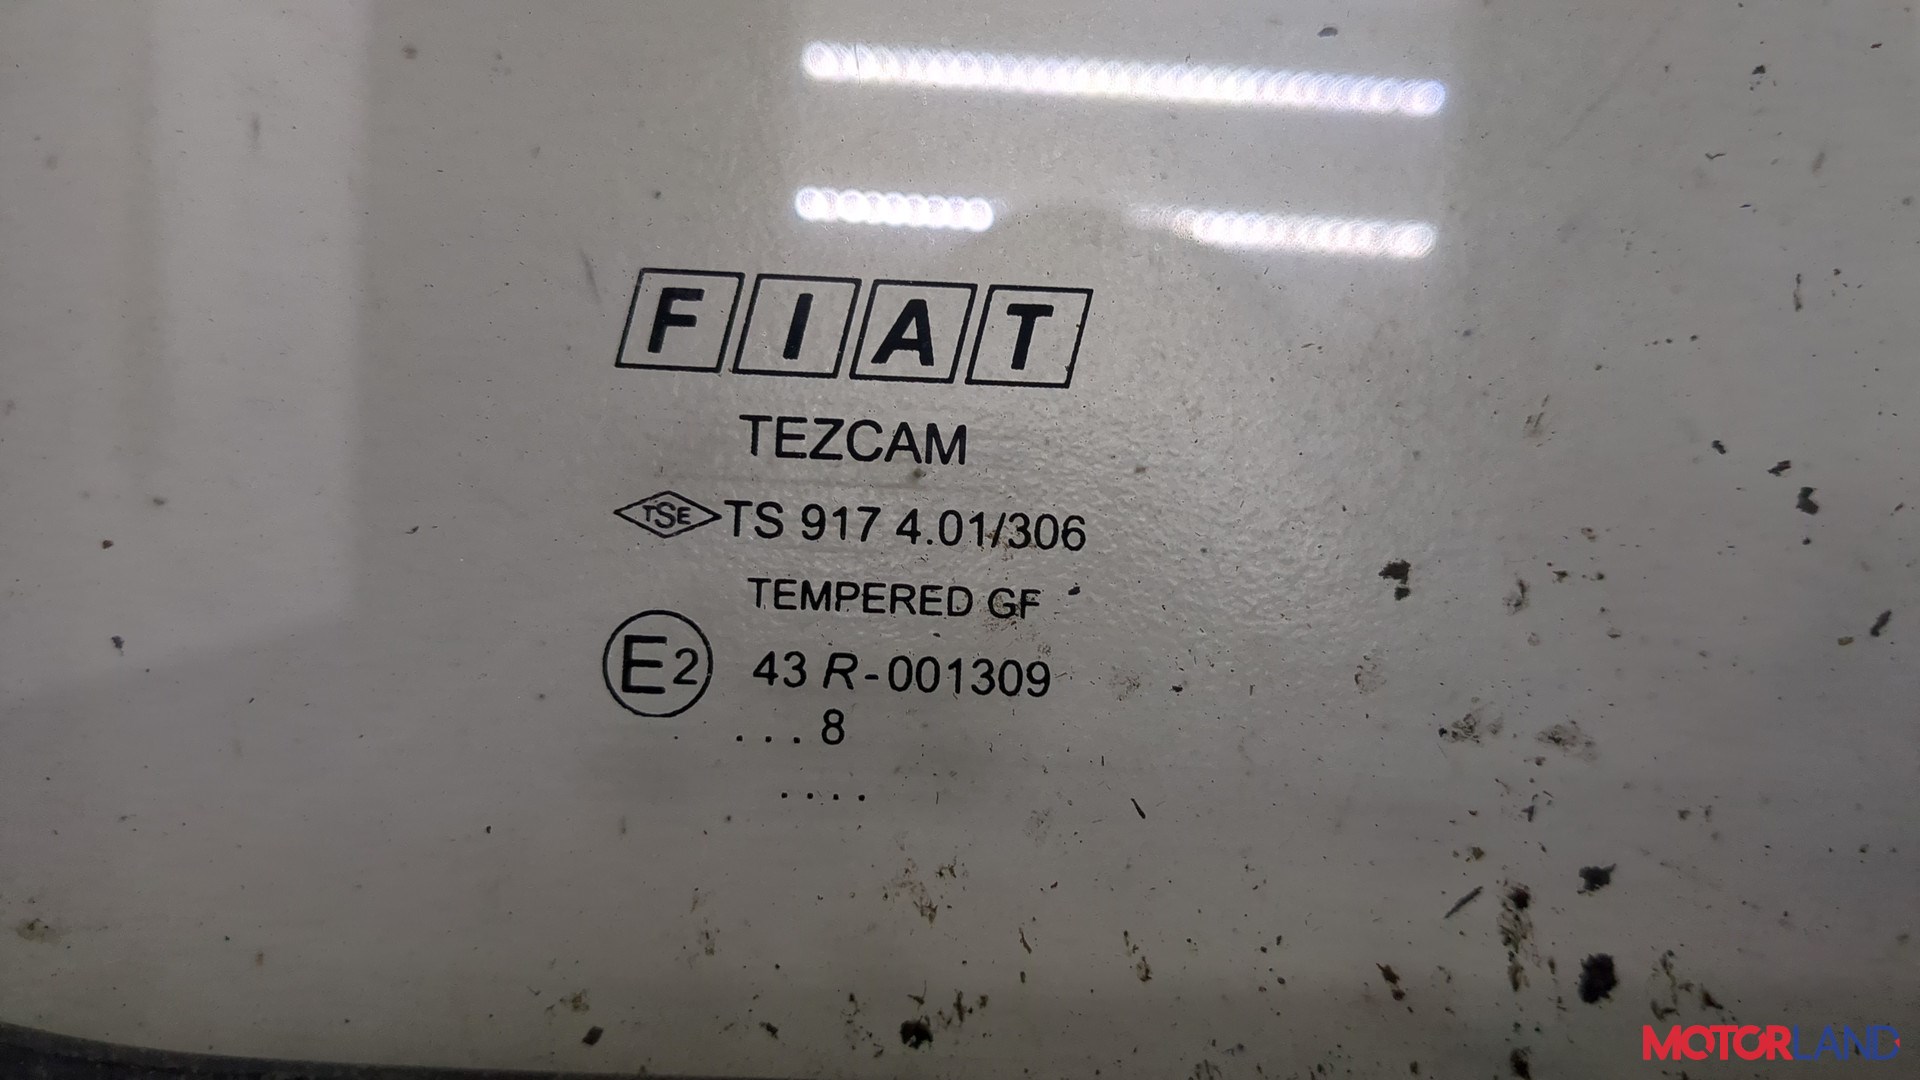 FIAT
TEZCAM
TSE TS 917 4.01/306
TEMPERED GF
E2 43 R-001309
...8
....
MOTORLAND